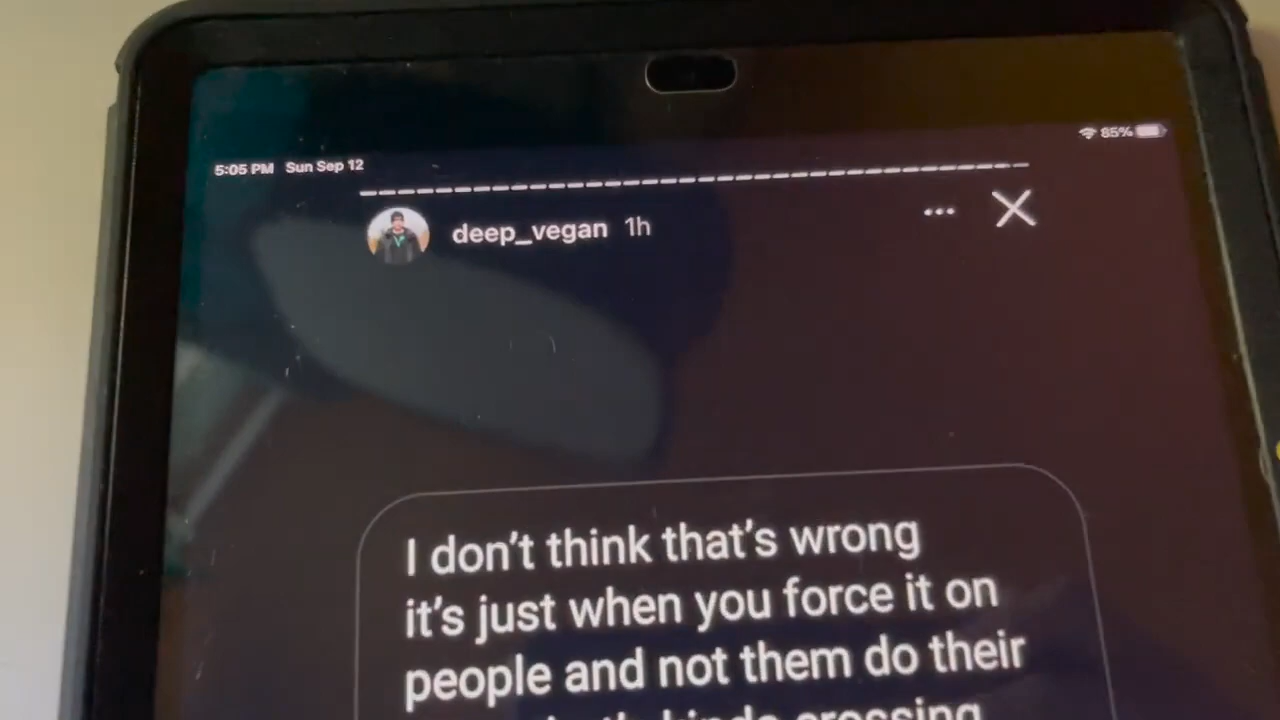 85%
5:05 PM Sun Sep 12
deep_vegan 1h
I don't think that's wrong
it's just when you force it on
people and not them do their
crossing